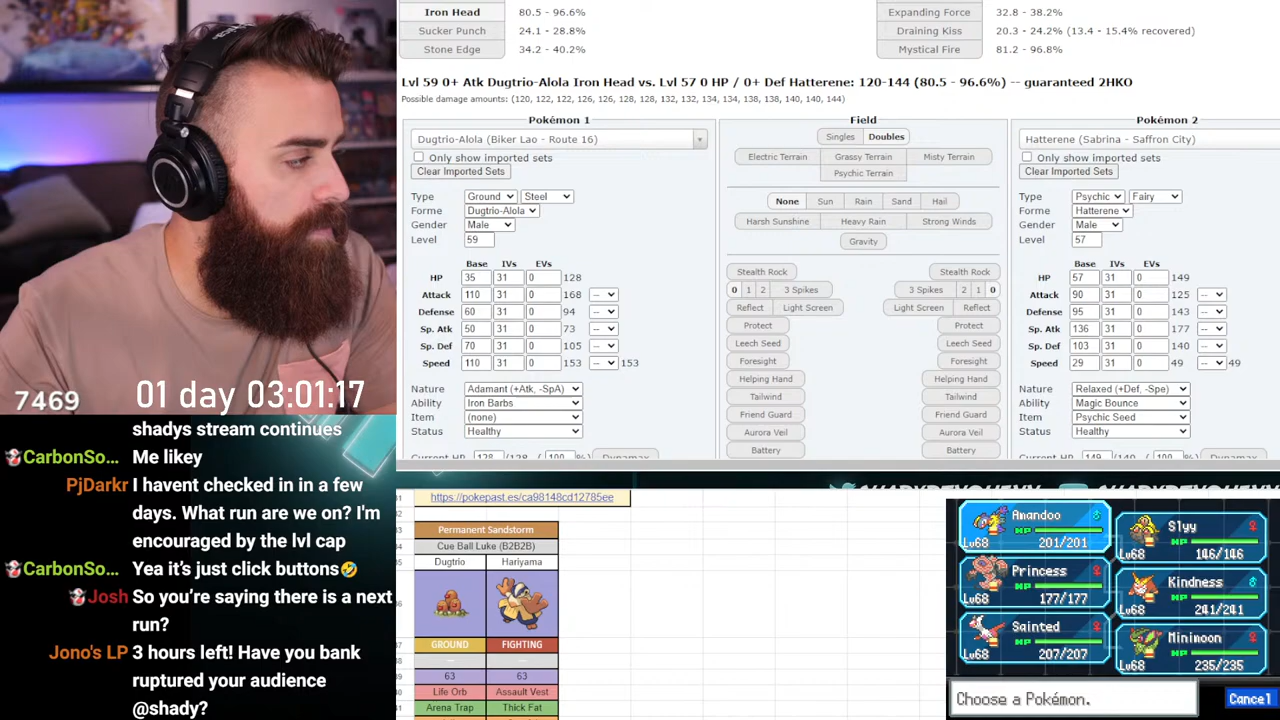 Iron Head 80.5 - 96.6% Expanding Force 32.8 - 38.2%
Sucker Punch 24.1 - 28.8% Draining Kiss 20.3 - 24.2% (13.4 - 15.4% recovered)
Stone Edge 34.2 - 40.2% Mystical Fire 81.2 - 96.8%
Lvl 59 0+ Atk Dugtrio-Alola Iron Head vs. Lvl 57 0 HP / 0+ Def Hatterene: 120-144 (80.5 - 96.6%) -- guaranteed 2HKO
Possible damage amounts: (120, 122, 122, 126, 126, 128, 128, 132, 132, 134, 134, 138, 138, 140, 140, 144)
Pokémon 1
Dugtrio-Alola (Biker Lao - Route 16)
Only show imported sets
Clear Imported Sets
Type Ground Steel
Forme Dugtrio-Alola
Gender Male
Level 59
Base IVs EVs
HP 35 31 0 128
Attack 110 31 0 168 --
Defense 60 31 0 94 --
Sp. Atk 50 31 0 73 --
Sp. Def 70 31 0 105 --
Speed 110 31 0 153 -- 153
Nature Adamant (+Atk, -SpA)
Ability Iron Barbs
Item (none)
Status Healthy
Current HP 128 /128 ( 100 Dynamax
Field
Singles Doubles
Electric Terrain Grassy Terrain Misty Terrain
Psychic Terrain
None Sun Rain Sand Hail
Harsh Sunshine Heavy Rain Strong Winds
Gravity
Stealth Rock Stealth Rock
0 1 2 3 Spikes 3 Spikes 2 1 0
Reflect Light Screen Light Screen Reflect
Protect Protect
Leech Seed Leech Seed
Foresight Foresight
Helping Hand Helping Hand
Tailwind Tailwind
Friend Guard Friend Guard
Aurora Veil Aurora Veil
Battery Battery
Pokémon 2
Hatterene (Sabrina - Saffron City)
Only show imported sets
Clear Imported Sets
Type Psychic Fairy
Forme Hatterene
Gender Male
Level 57
Base IVs EVs
HP 57 31 0 149
Attack 90 31 0 125 --
Defense 95 31 0 143 --
Sp. Atk 136 31 0 177 --
Sp. Def 103 31 0 140 --
Speed 29 31 0 49 -- 49
Nature Relaxed (+Def, -Spe)
Ability Magic Bounce
Item Psychic Seed
Status Healthy
Current HP 149 /149 ( 100 Dynamax
7469 01 day 03:01:17
shadys stream continues
CarbonSo... Me likey
PjDarkr I havent checked in in a few
days. What run are we on? I'm
encouraged by the lvl cap
CarbonSo... Yea it's just click buttons🤣
Josh So you're saying there is a next
run?
Jono's LP 3 hours left! Have you bank
ruptured your audience
@shady?
https://pokepast.es/ca98148cd12785ee
Permanent Sandstorm
Cue Ball Luke (B2B2B)
Dugtrio Hariyama
GROUND FIGHTING
— —
63 63
Life Orb Assault Vest
Arena Trap Thick Fat
Amandoo ♂
Lv68 HP 201/201
Slyy ♀
Lv68 HP 146/146
Princess ♀
Lv68 HP 177/177
Kindness ♂
Lv68 HP 241/241
Sainted ♀
Lv68 HP 207/207
Minimoon ♀
Lv68 HP 235/235
Choose a Pokémon.
Cancel